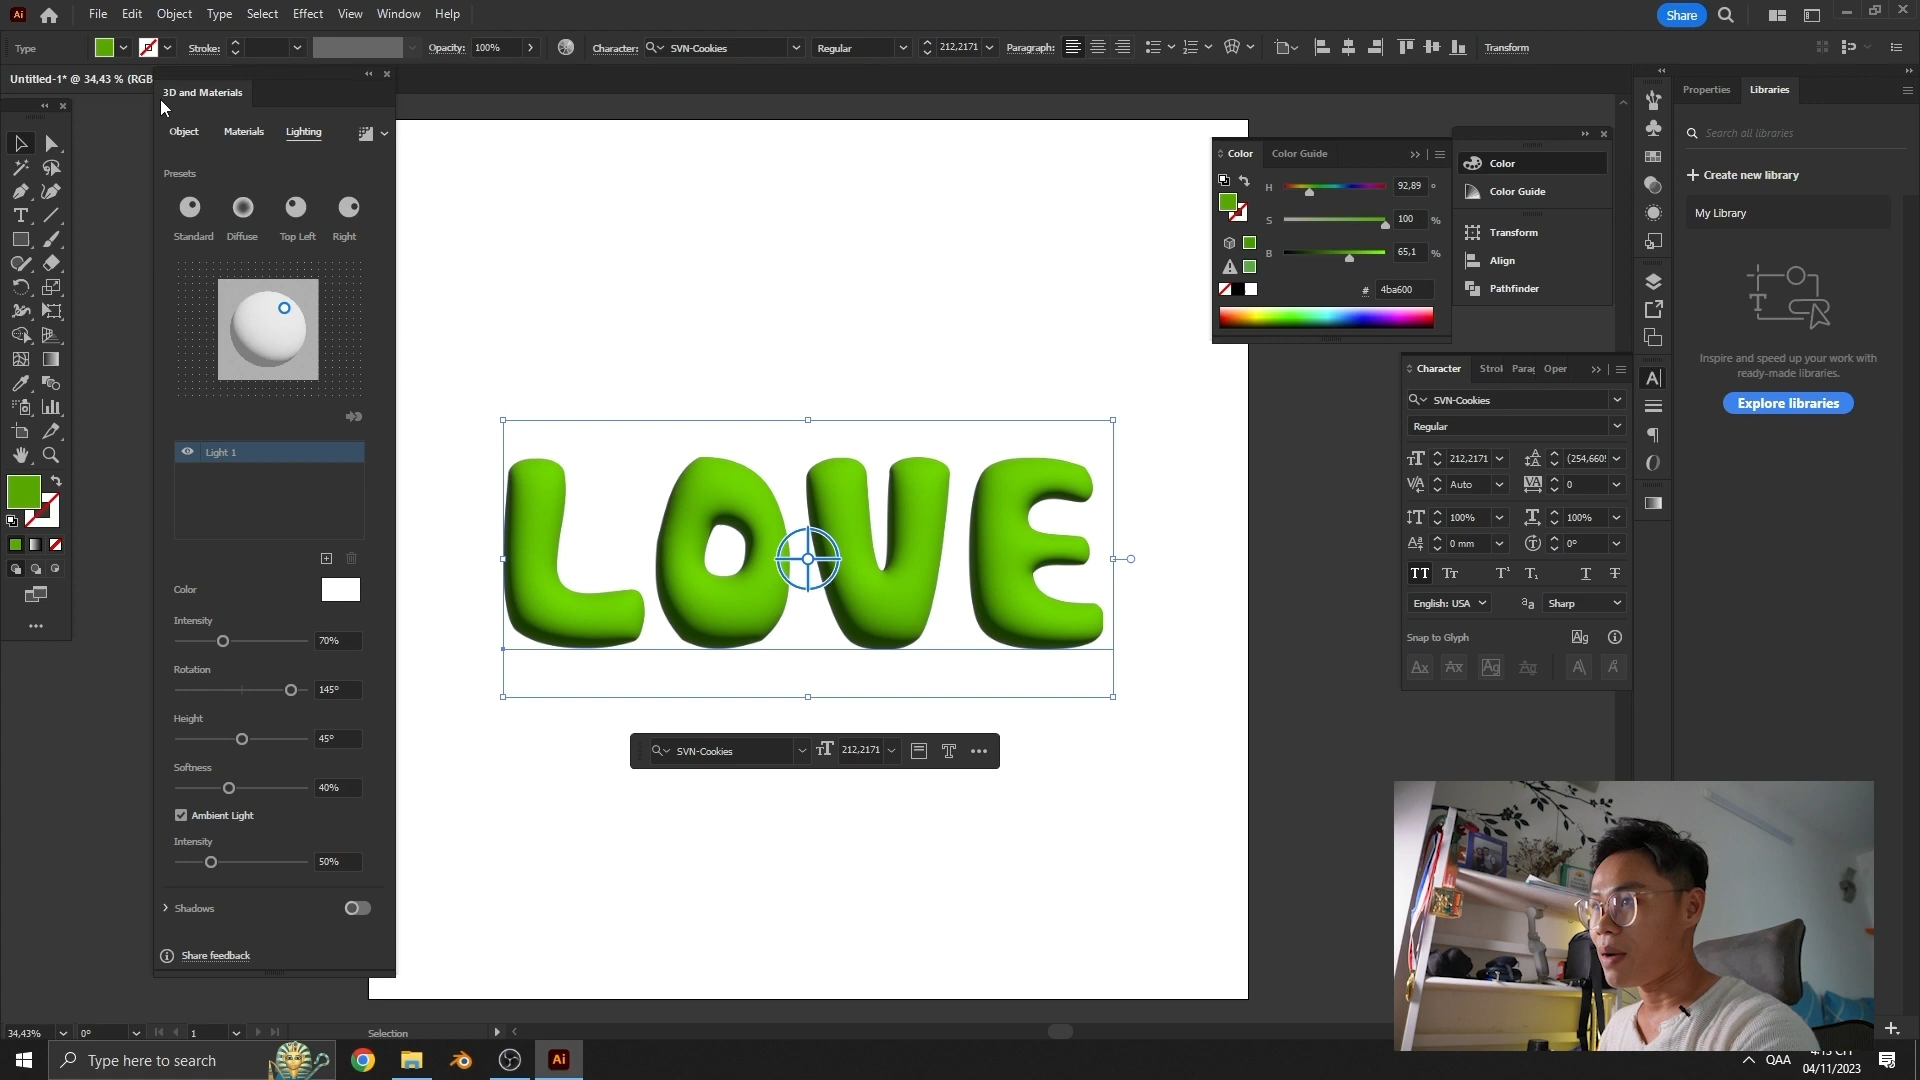 Ai
File
Edit
Object
Type
Select
Effect
View
Window
Help
Share
Type
Stroke:
Opacity:
100%
Character:
SVN-Cookies
Regular
212,2171
Paragraph:
Transform
Untitled-1* @ 34,43 % (RGB
3D and Materials
Object
Materials
Lighting
Presets
Standard
Diffuse
Top Left
Right
Light 1
Color
Intensity
70%
Rotation
145°
Height
45°
Softness
40%
Ambient Light
Intensity
50%
Shadows
Share feedback
LOVE
SVN-Cookies
212,2171
Color
Color Guide
H
92,89
°
S
100
%
B
65,1
%
#
4ba600
Color
Color Guide
Transform
Align
Pathfinder
Character
Strol
Para
Oper
SVN-Cookies
Regular
212,2171
Auto
0
100%
100%
0 mm
0°
English: USA
Sharp
Snap to Glyph
Properties
Libraries
Search all libraries
Create new library
My Library
Inspire and speed up your work with
ready-made libraries.
Explore libraries
34,43%
0°
1
Selection
Type here to search
Ai
QAA
04/11/2023